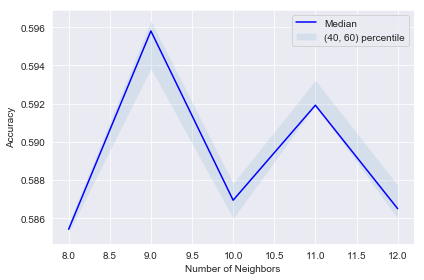 Median
(40, 60) percentile
Accuracy
0.596
0.594
0.592
0.590
0.588
0.586
8.0 8.5 9.0 9.5 10.0 10.5 11.0 11.5 12.0
Number of Neighbors